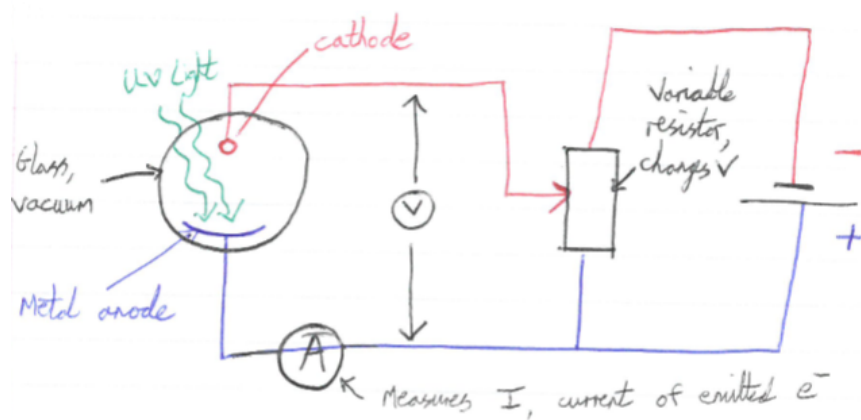 cathode
UV Light
Glass,
vacuum
Metal anode
V
Variable
resistor,
changes V
-
+
A
Measures I, current of emitted e⁻